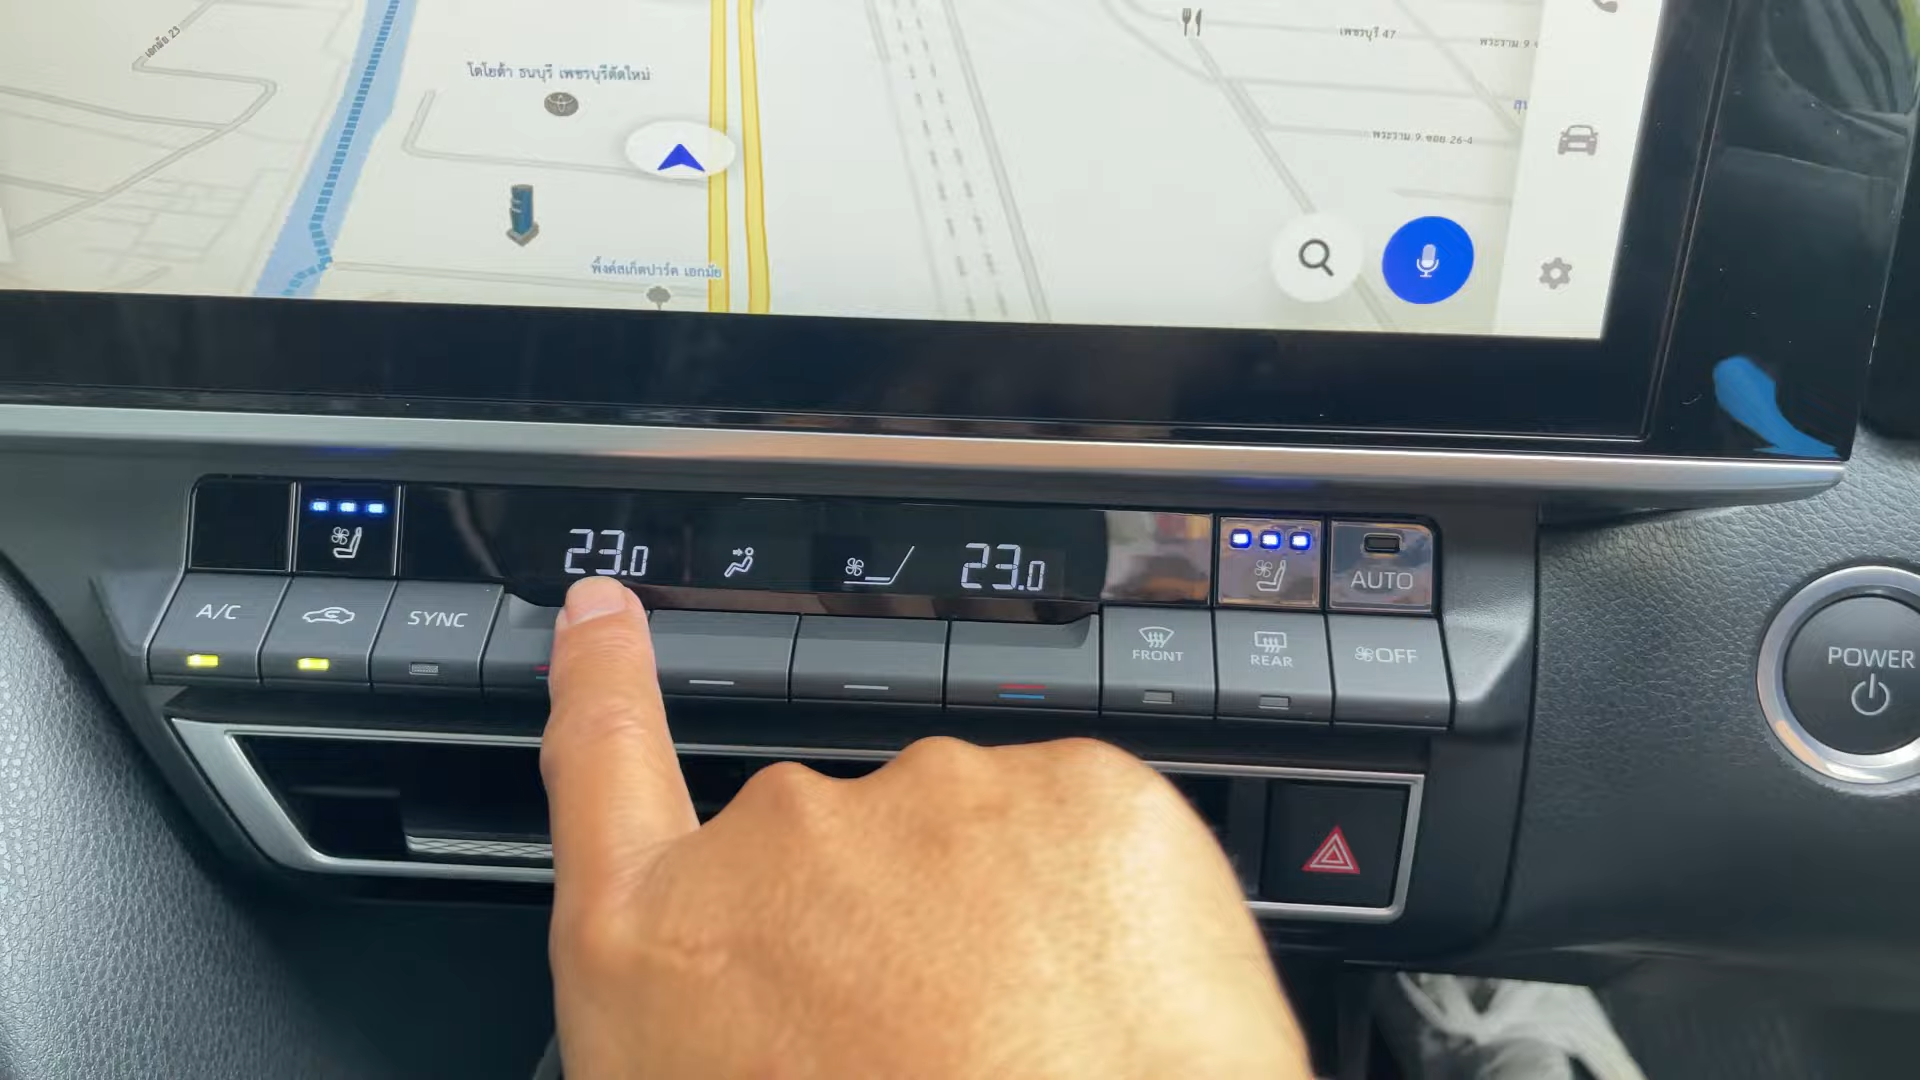 เอกมัย 23
โตโยต้า ธนบุรี เพชรบุรีตัดใหม่
เพชรบุรี 47
พระราม 9
พระราม 9 ซอย 26-4
พิ้งค์สเก็ตปาร์ค เอกมัย
23.0
23.0
AUTO
A/C
SYNC
FRONT
REAR
OFF
POWER